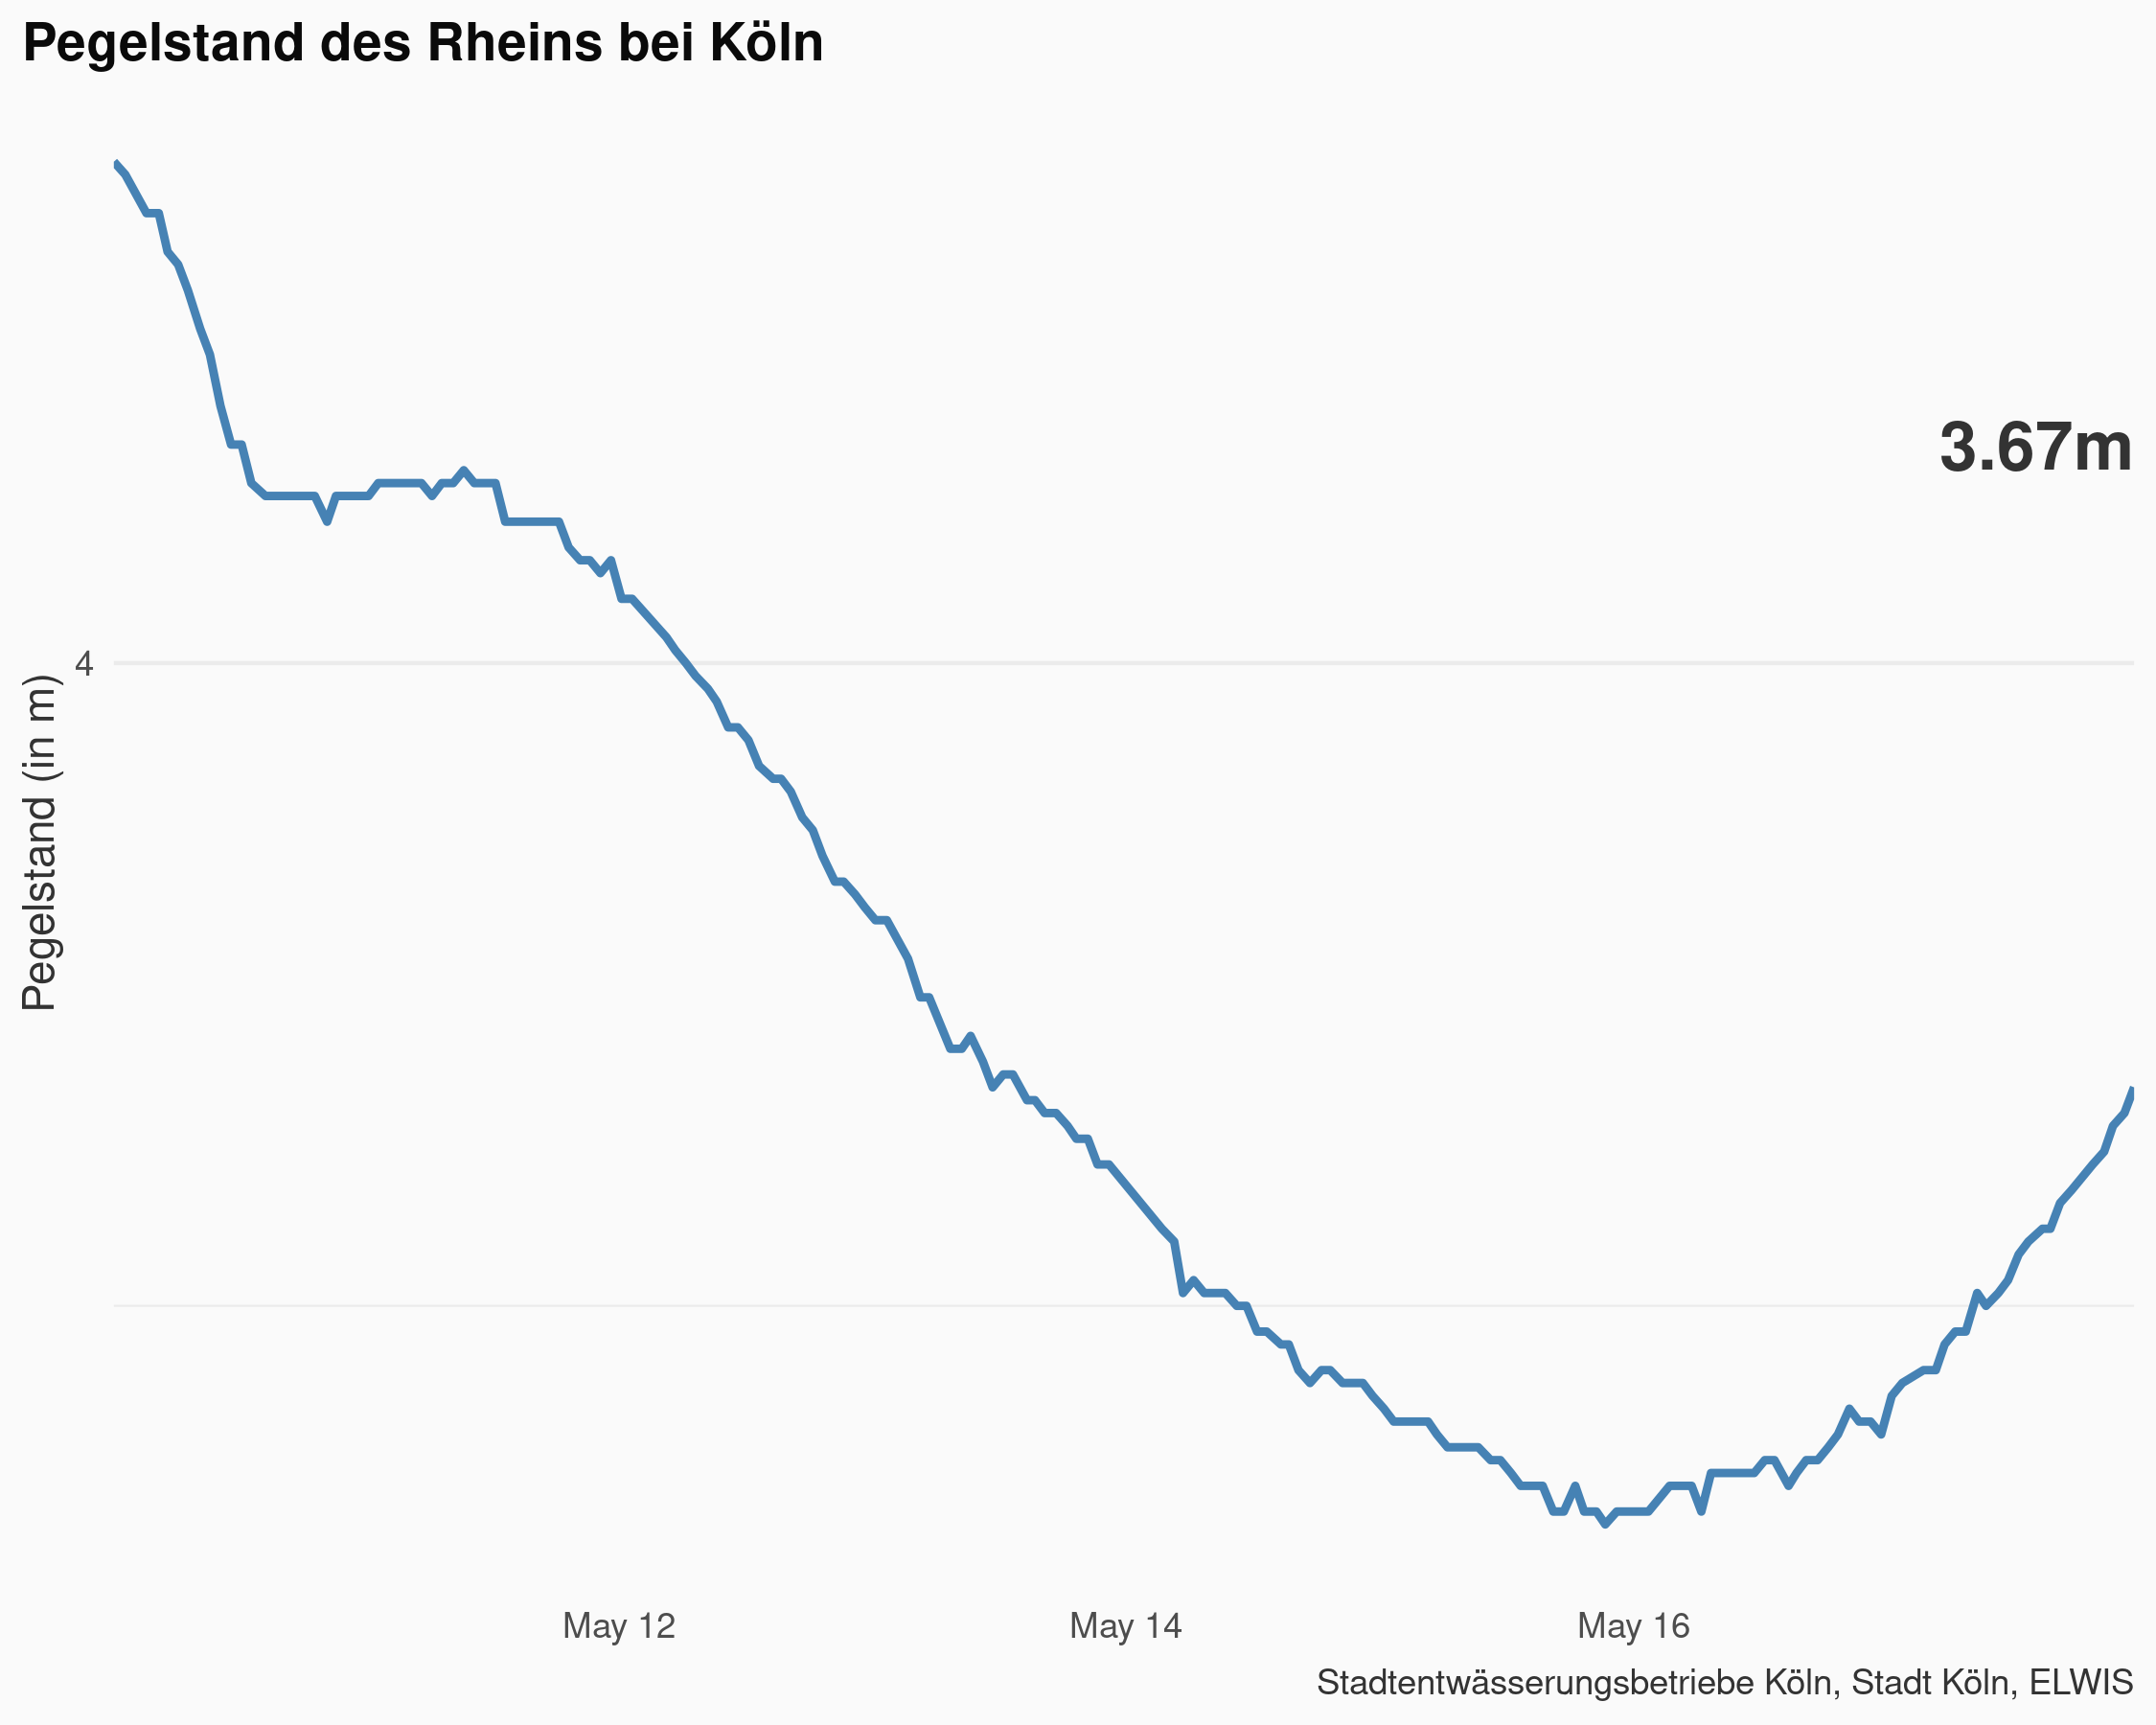 Pegelstand des Rheins bei Köln
3.67m
4
Pegelstand (in m)
May 12
May 14
May 16
Stadtentwässerungsbetriebe Köln, Stadt Köln, ELWIS